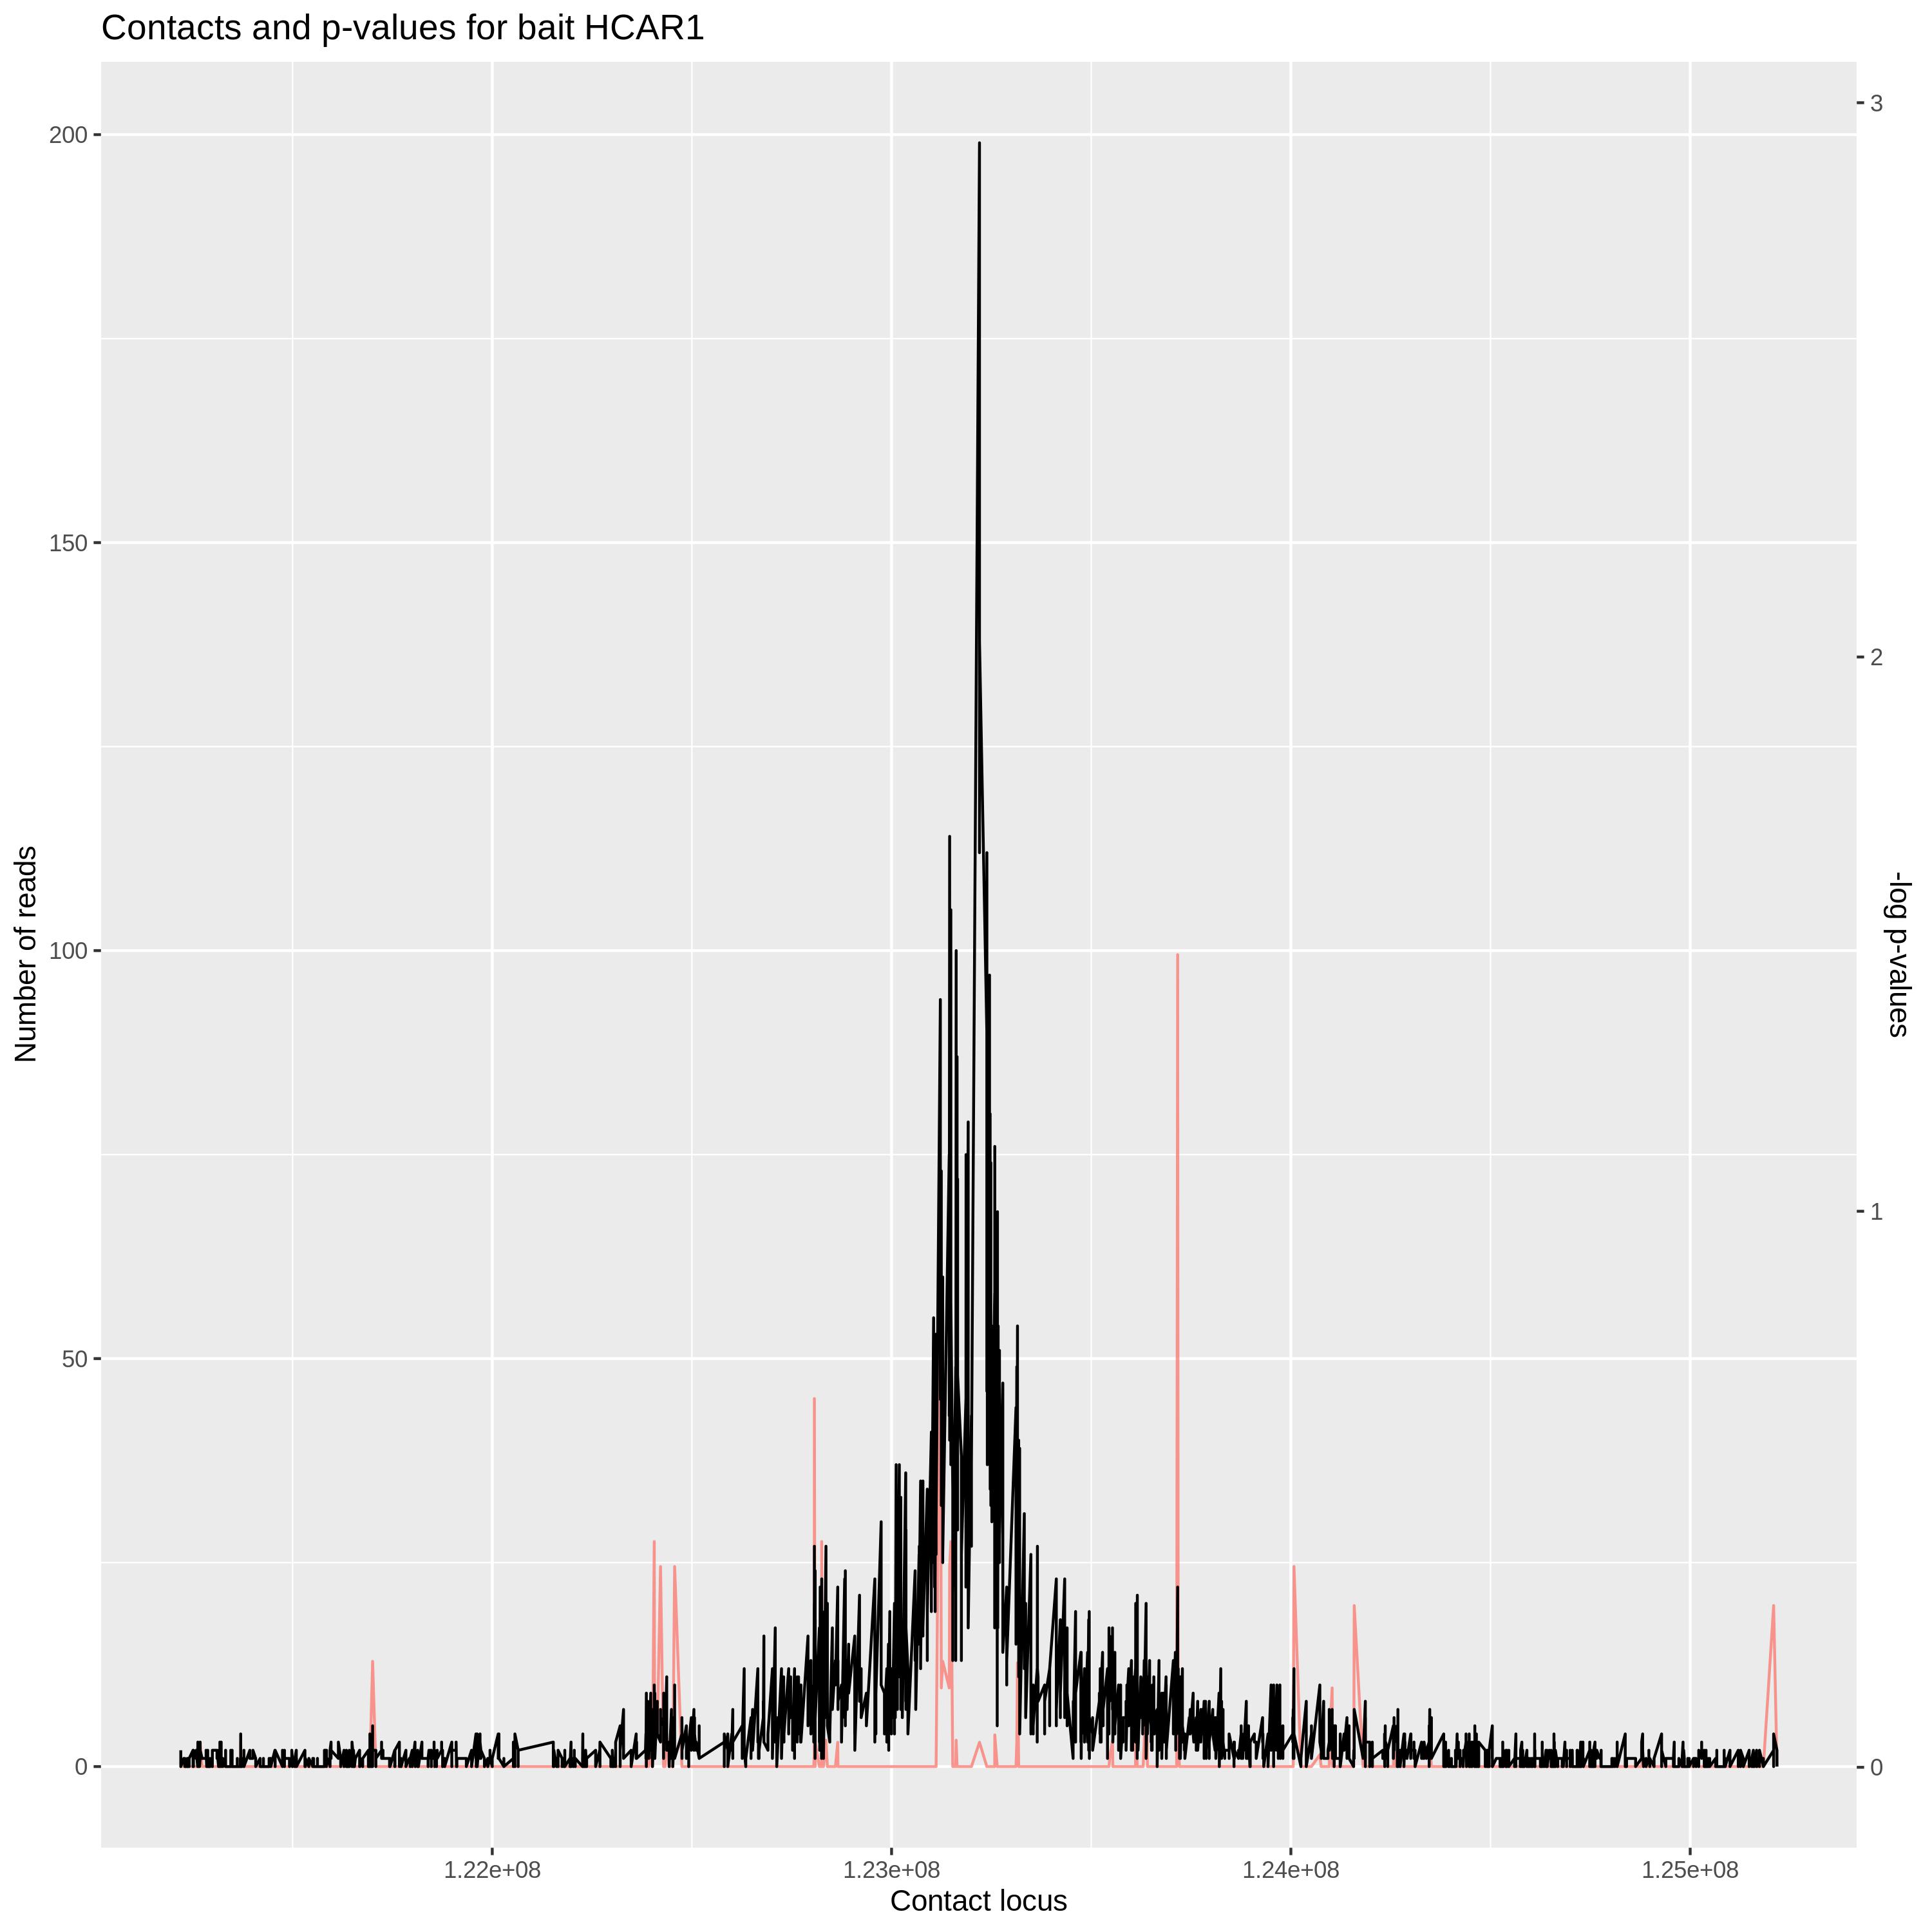 Contacts and p-values for bait HCAR1
200
150
100
50
0
Number of reads
3
2
1
0
-log p-values
1.22e+08
1.23e+08
1.24e+08
1.25e+08
Contact locus